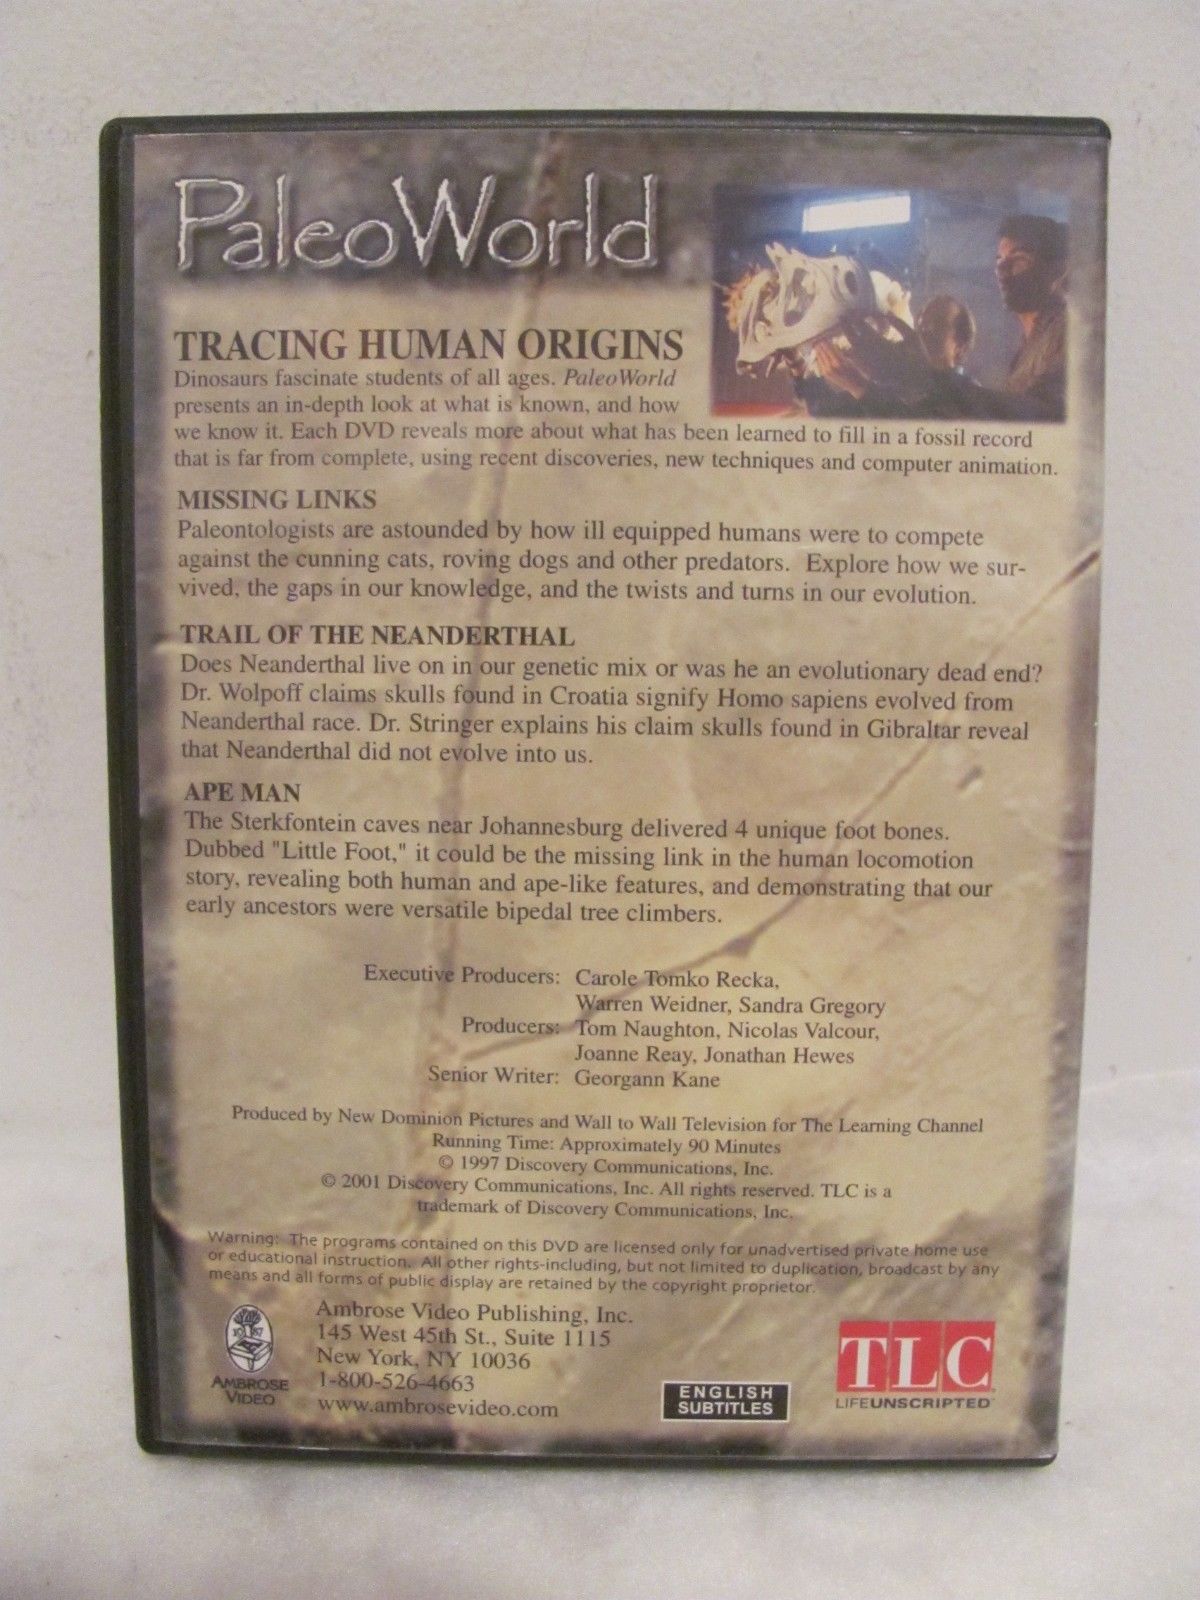 PaleoWorld
TRACING HUMAN ORIGINS
Dinosaurs fascinate students of all ages. PaleoWorld
presents an in-depth look at what is known, and how
we know it. Each DVD reveals more about what has been learned to fill in a fossil record
that is far from complete, using recent discoveries, new techniques and computer animation.
MISSING LINKS
Paleontologists are astounded by how ill equipped humans were to compete
against the cunning cats, roving dogs and other predators. Explore how we sur-
vived, the gaps in our knowledge, and the twists and turns in our evolution.
TRAIL OF THE NEANDERTHAL
Does Neanderthal live on in our genetic mix or was he an evolutionary dead end?
Dr. Wolpoff claims skulls found in Croatia signify Homo sapiens evolved from
Neanderthal race. Dr. Stringer explains his claim skulls found in Gibraltar reveal
that Neanderthal did not evolve into us.
APE MAN
The Sterkfontein caves near Johannesburg delivered 4 unique foot bones.
Dubbed "Little Foot," it could be the missing link in the human locomotion
story, revealing both human and ape-like features, and demonstrating that our
early ancestors were versatile bipedal tree climbers.
Executive Producers: Carole Tomko Recka,
Warren Weidner, Sandra Gregory
Producers: Tom Naughton, Nicolas Valcour,
Joanne Reay, Jonathan Hewes
Senior Writer: Georgann Kane
Produced by New Dominion Pictures and Wall to Wall Television for The Learning Channel
Running Time: Approximately 90 Minutes
© 1997 Discovery Communications, Inc.
© 2001 Discovery Communications, Inc. All rights reserved. TLC is a
trademark of Discovery Communications, Inc.
Warning: The programs contained on this DVD are licensed only for unadvertised private home use
or educational instruction. All other rights-including, but not limited to duplication, broadcast by any
means and all forms of public display are retained by the copyright proprietor.
1987
AMBROSE
VIDEO
Ambrose Video Publishing, Inc.
145 West 45th St., Suite 1115
New York, NY 10036
1-800-526-4663
www.ambrosevideo.com
ENGLISH
SUBTITLES
TLC
LIFEUNSCRIPTED